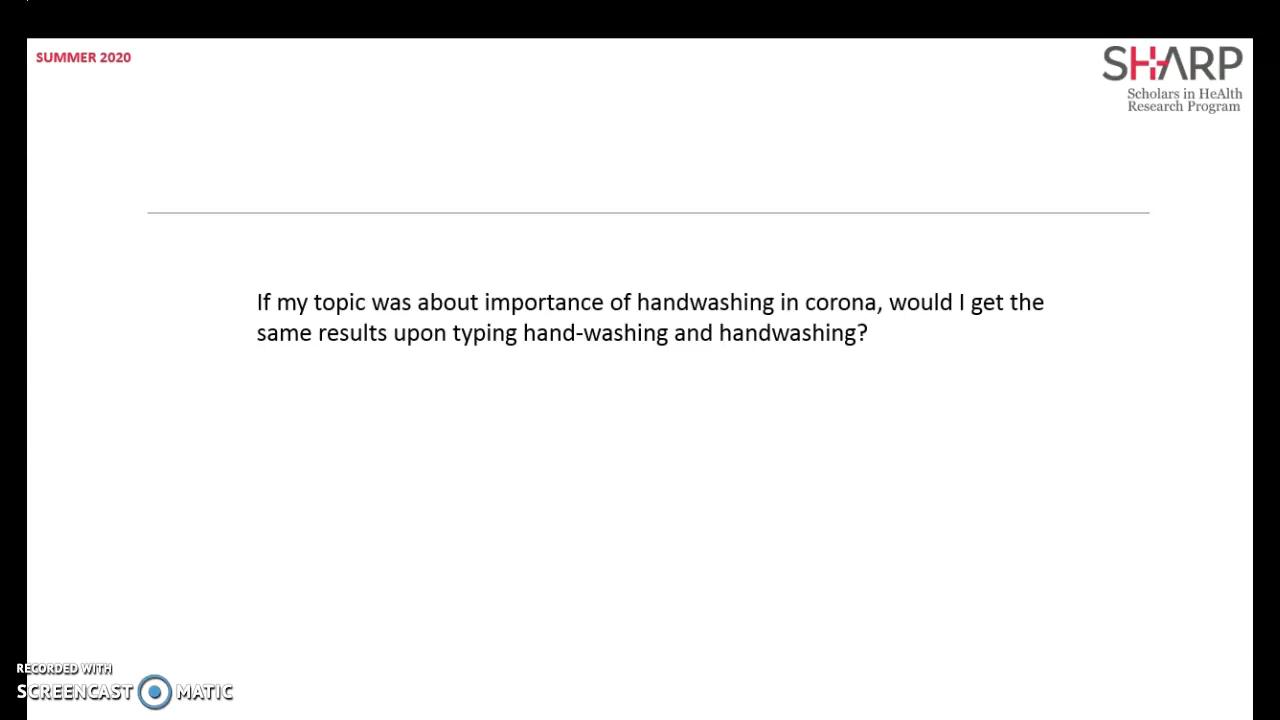 SUMMER 2020
SHARP
Scholars in HeAlth
Research Program
If my topic was about importance of handwashing in corona, would I get the
same results upon typing hand-washing and handwashing?
RECORDED WITH
SCREENCAST MATIC